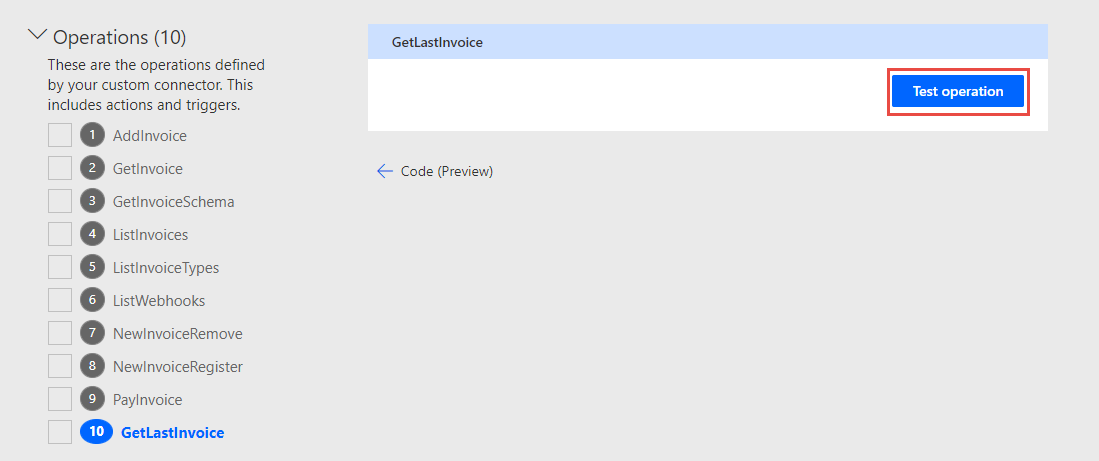 Operations (10)
These are the operations defined
by your custom connector. This
includes actions and triggers.
1 AddInvoice
2 GetInvoice
3 GetInvoiceSchema
4 ListInvoices
5 ListInvoiceTypes
6 ListWebhooks
7 NewInvoiceRemove
8 NewInvoiceRegister
9 PayInvoice
10 GetLastInvoice
GetLastInvoice
Test operation
Code (Preview)